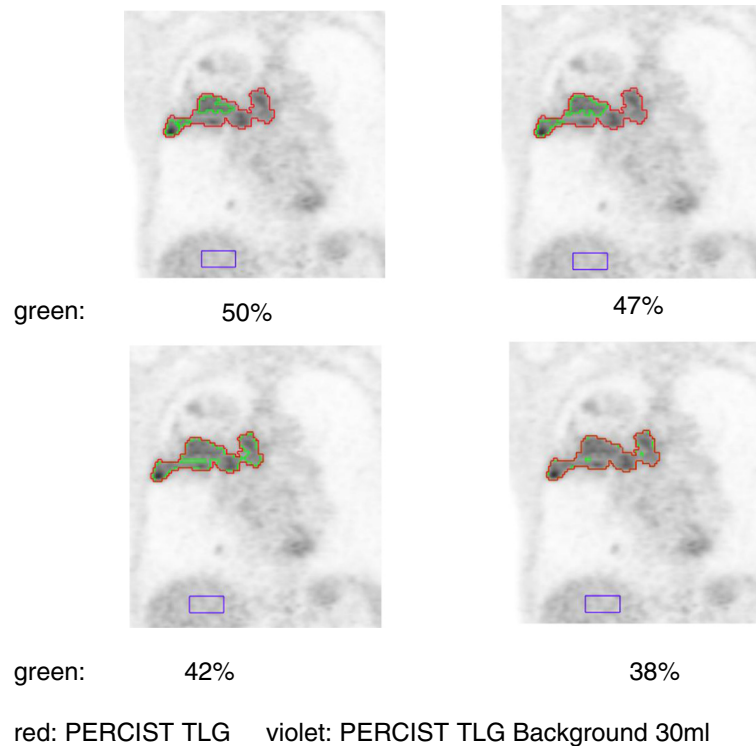 green: 50% 47%
green: 42% 38%
red: PERCIST TLG violet: PERCIST TLG Background 30ml